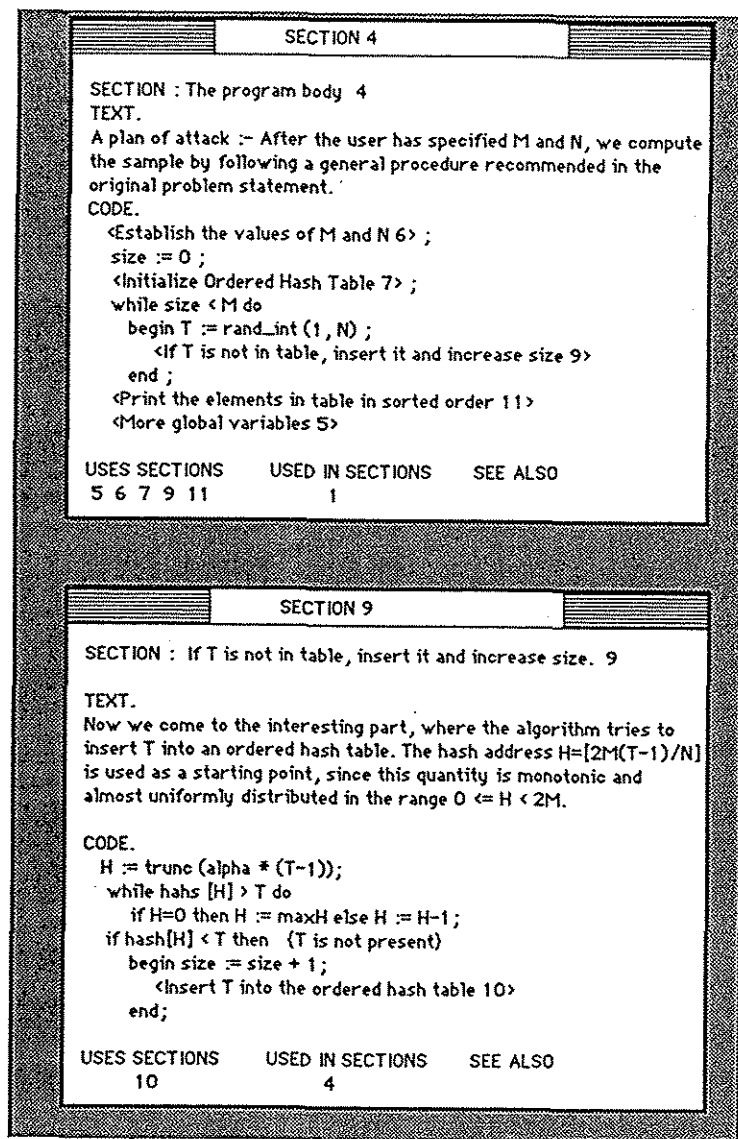 SECTION 4
SECTION : The program body 4
TEXT.
A plan of attack :- After the user has specified M and N, we compute
the sample by following a general procedure recommended in the
original problem statement.
CODE.
<Establish the values of M and N 6> ;
size := 0 ;
<Initialize Ordered Hash Table 7> ;
while size < M do
begin T := rand_int (1, N) ;
<If T is not in table, insert it and increase size 9>
end ;
<Print the elements in table in sorted order 11>
<More global variables 5>
USES SECTIONS USED IN SECTIONS SEE ALSO
5 6 7 9 11 1
SECTION 9
SECTION : If T is not in table, insert it and increase size. 9
TEXT.
Now we come to the interesting part, where the algorithm tries to
insert T into an ordered hash table. The hash address H=[2M(T-1)/N]
is used as a starting point, since this quantity is monotonic and
almost uniformly distributed in the range 0 <= H < 2M.
CODE.
H := trunc (alpha * (T-1));
while hahs [H] > T do
if H=0 then H := maxH else H := H-1;
if hash[H] < T then (T is not present)
begin size := size + 1;
<Insert T into the ordered hash table 10>
end;
USES SECTIONS USED IN SECTIONS SEE ALSO
10 4